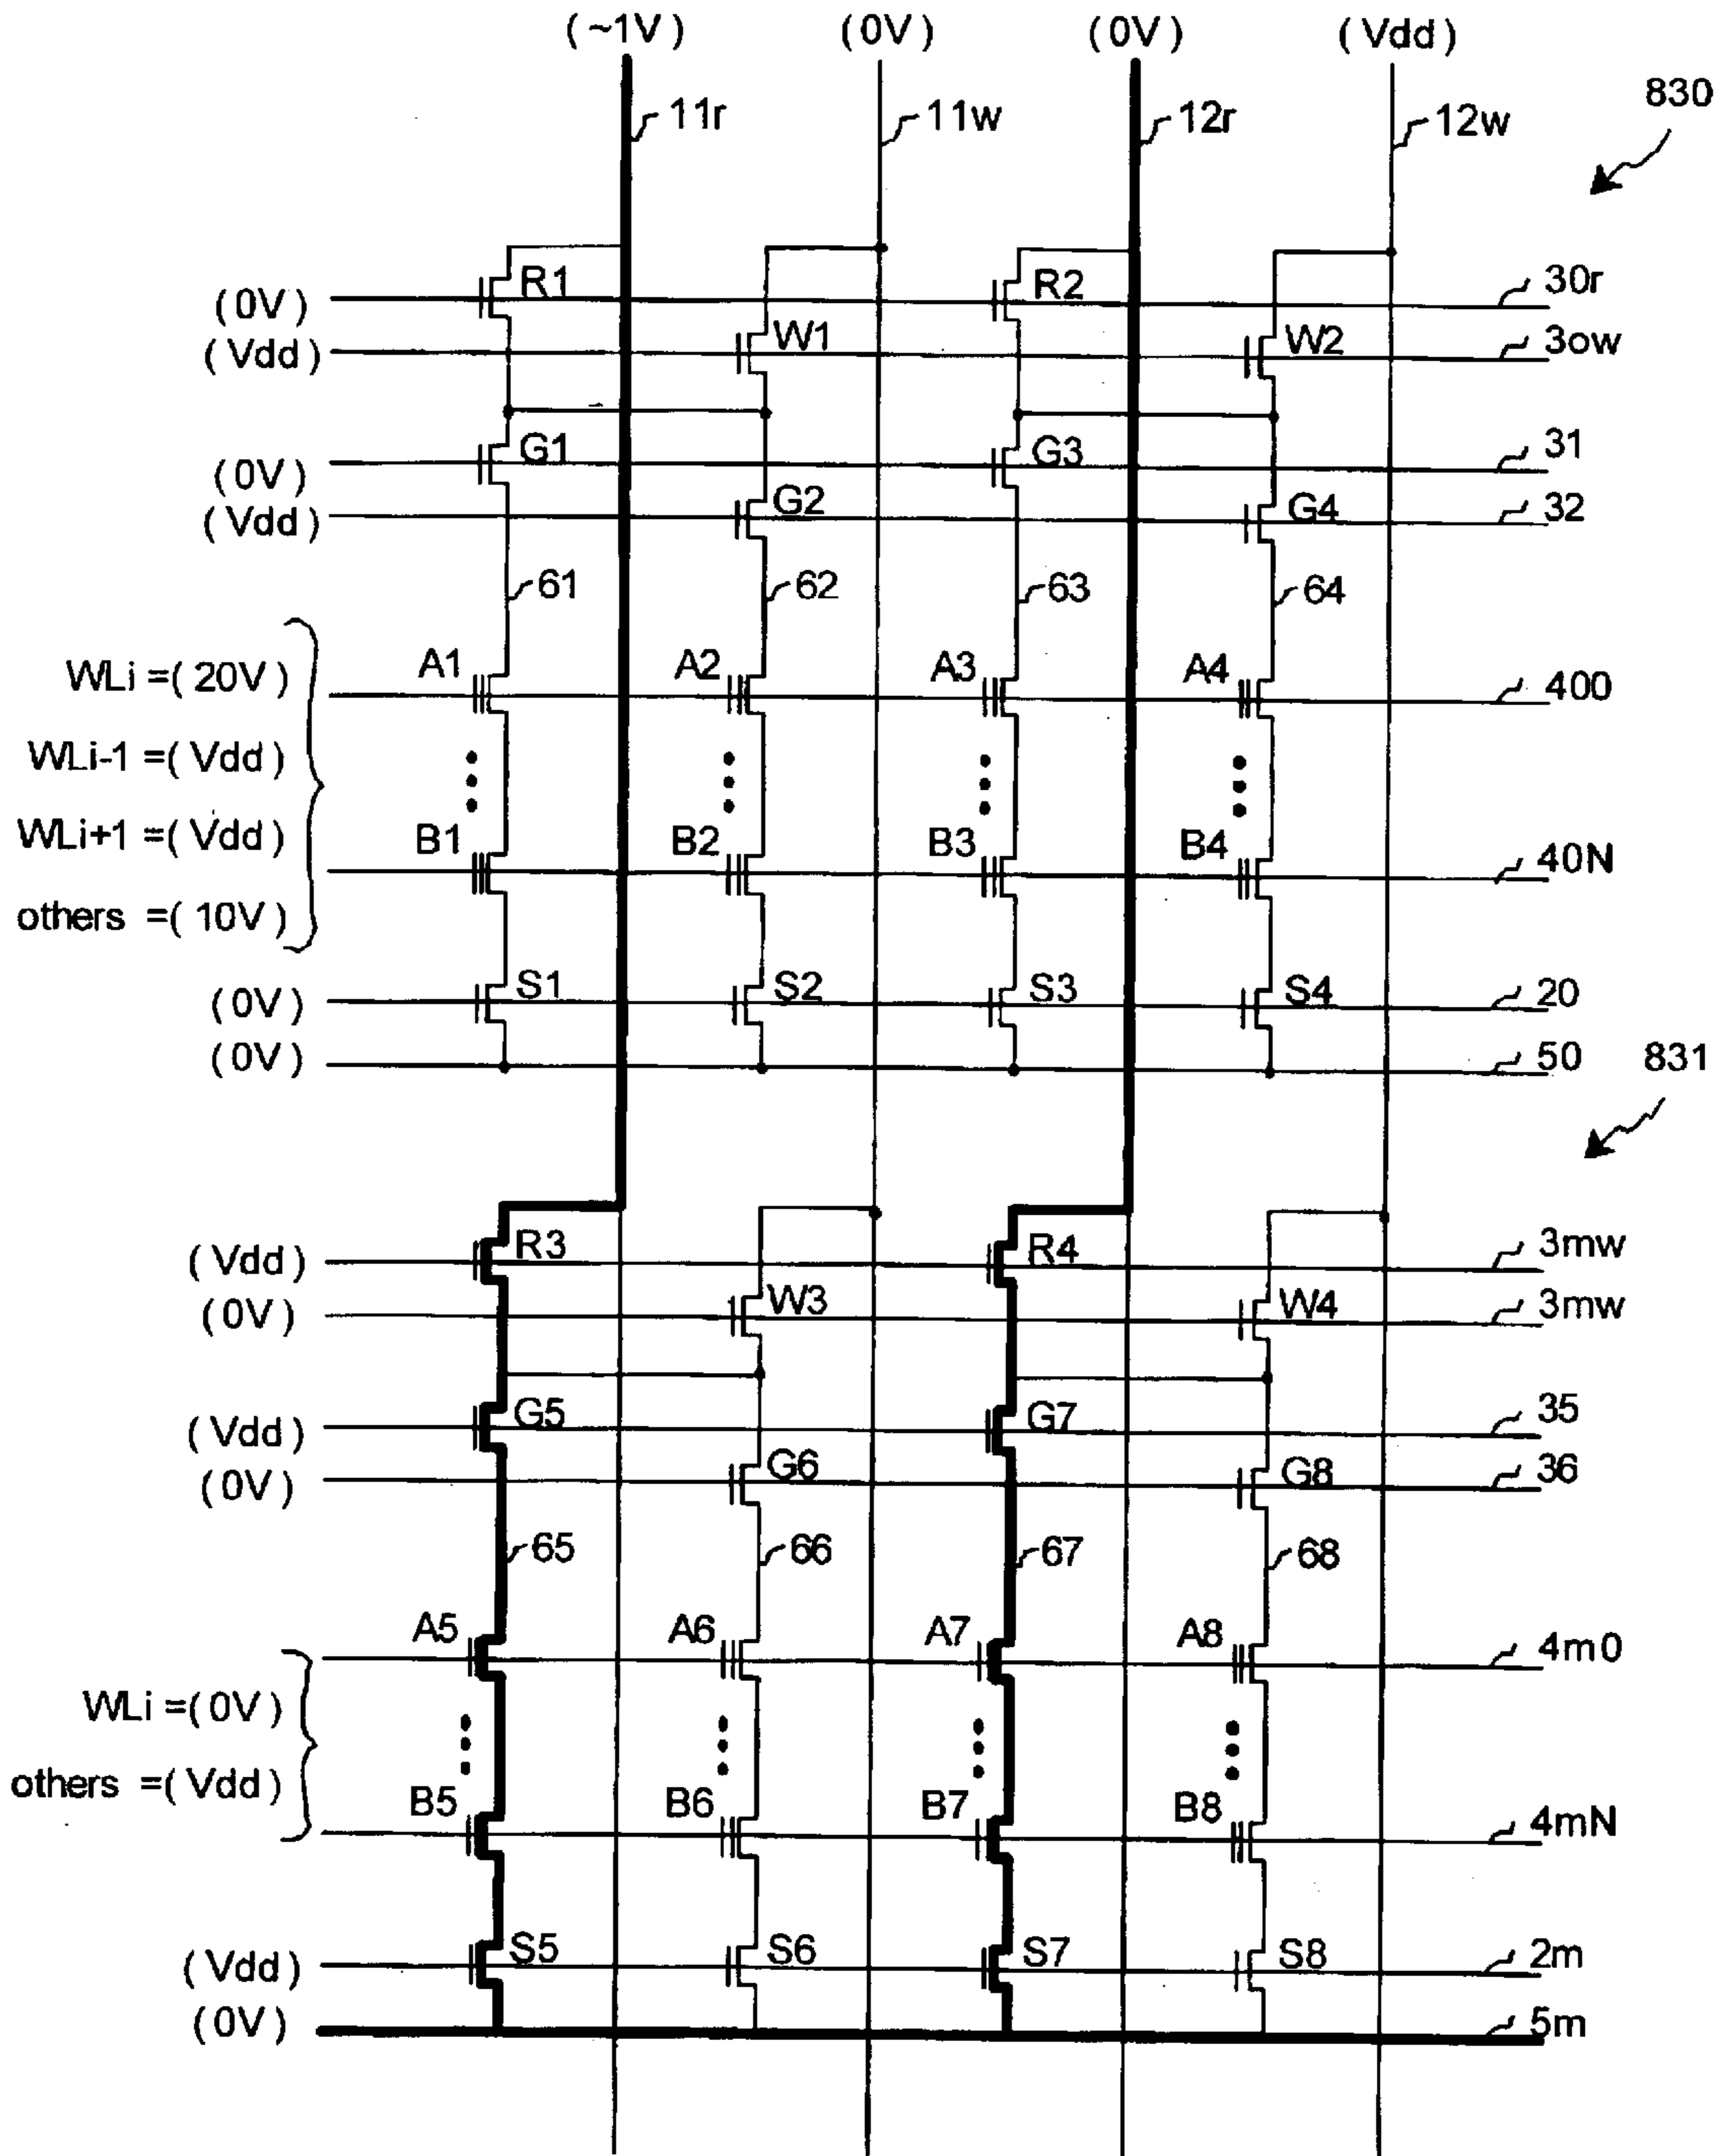 (~1V) (0V) (0V) (Vdd)
11r 11w 12r 12w 830
(0V) R1 R2 30r
(Vdd) W1 W2 3ow
(0V) G1 G3 31
(Vdd) G2 G4 32
61 62 63 64
WLi =(20V) A1 A2 A3 A4 400
WLi-1 =(Vdd)
WLi+1 =(Vdd) B1 B2 B3 B4 40N
others =(10V)
(0V) S1 S2 S3 S4 20
(0V) 50 831
(Vdd) R3 R4 3mw
(0V) W3 W4 3mw
(Vdd) G5 G7 35
(0V) G6 G8 36
65 66 67 68
A5 A6 A7 A8 4m0
WLi =(0V)
others =(Vdd) B5 B6 B7 B8 4mN
(Vdd) S5 S6 S7 S8 2m
(0V) 5m